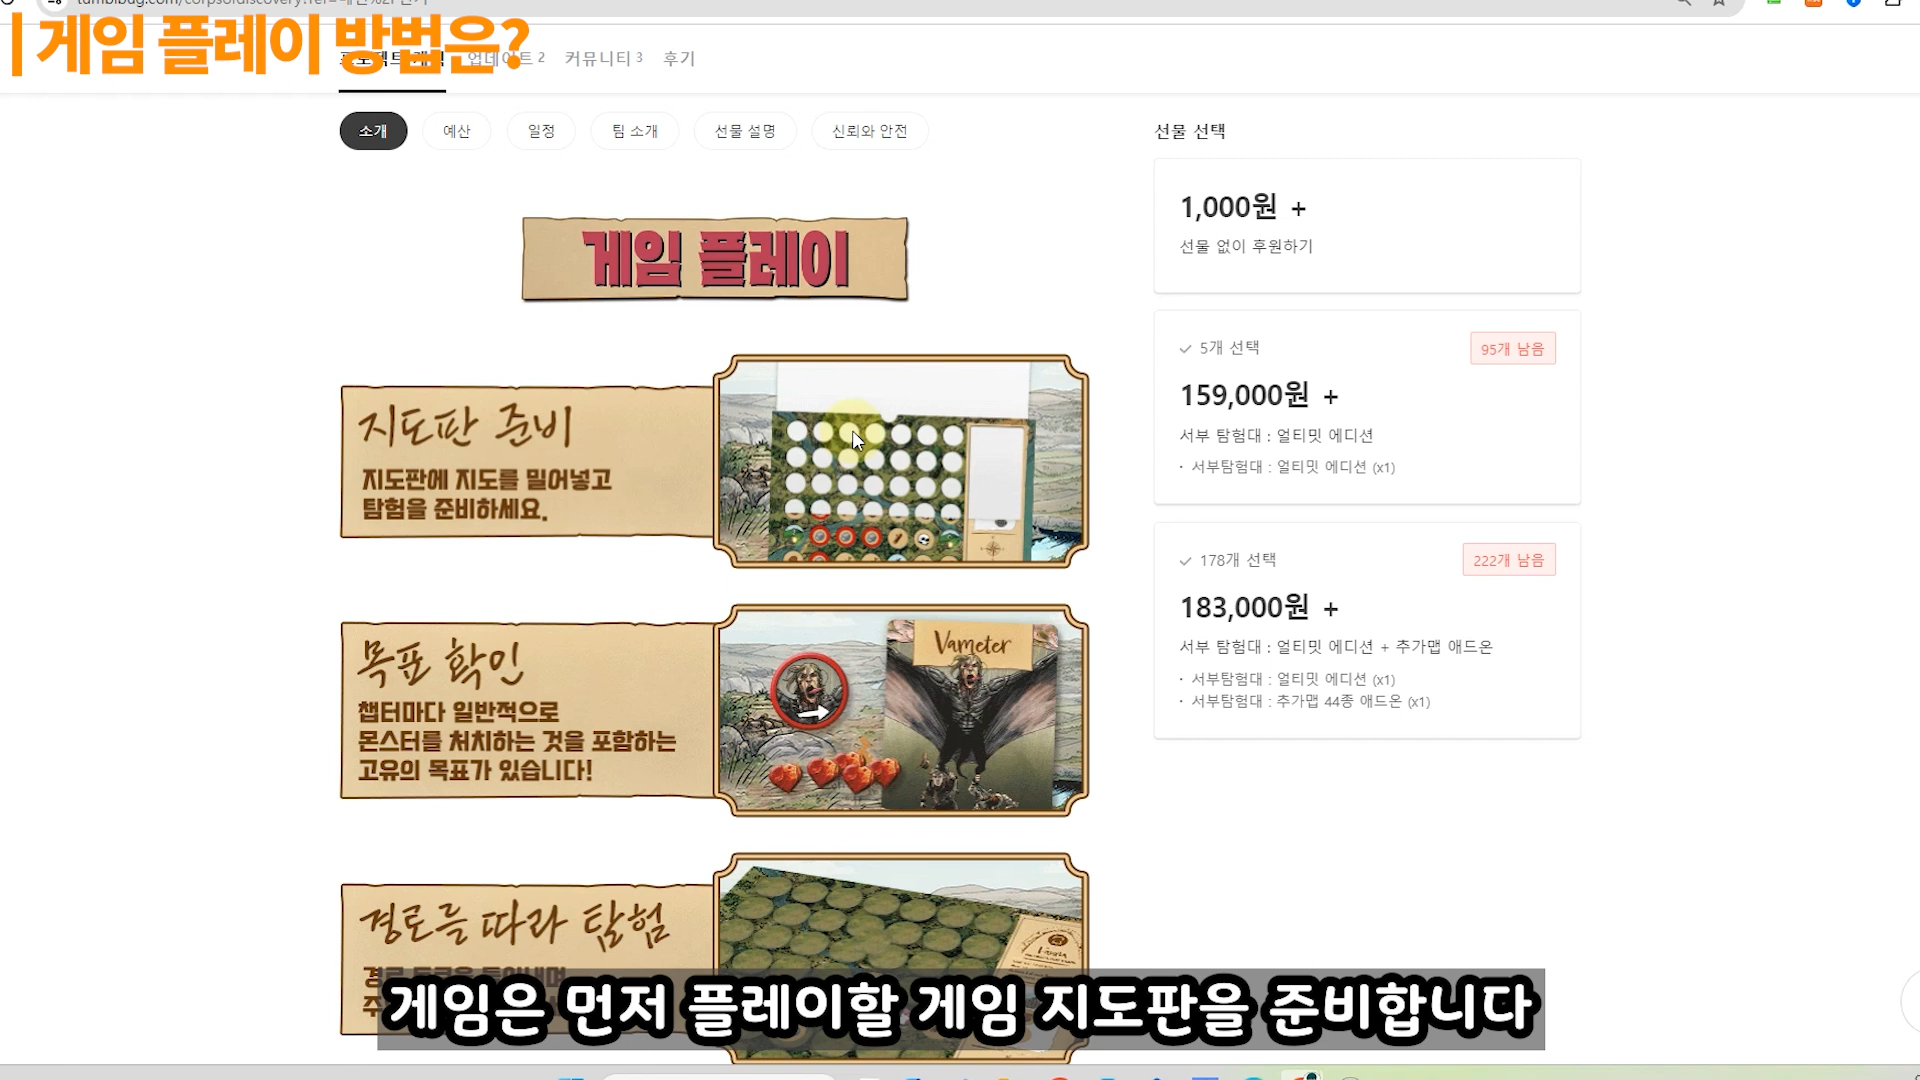 게임 플레이 방법은?
업데이트 2
커뮤니티 3
후기
소개
예산
일정
팀 소개
선물 설명
신뢰와 안전
게임 플레이
지도판 준비
지도판에 지도를 밀어넣고
탐험을 준비하세요.
목표 확인
챕터마다 일반적으로
몬스터를 처치하는 것을 포함하는
고유의 목표가 있습니다!
Vameter
경로를 따라 탐험
선물 선택
1,000원 +
선물 없이 후원하기
5개 선택
95개 남음
159,000원 +
서부 탐험대 : 얼티밋 에디션
· 서부탐험대 : 얼티밋 에디션 (x1)
178개 선택
222개 남음
183,000원 +
서부 탐험대 : 얼티밋 에디션 + 추가맵 애드온
· 서부탐험대 : 얼티밋 에디션 (x1)
· 서부탐험대 : 추가맵 44종 애드온 (x1)
게임은 먼저 플레이할 게임 지도판을 준비합니다